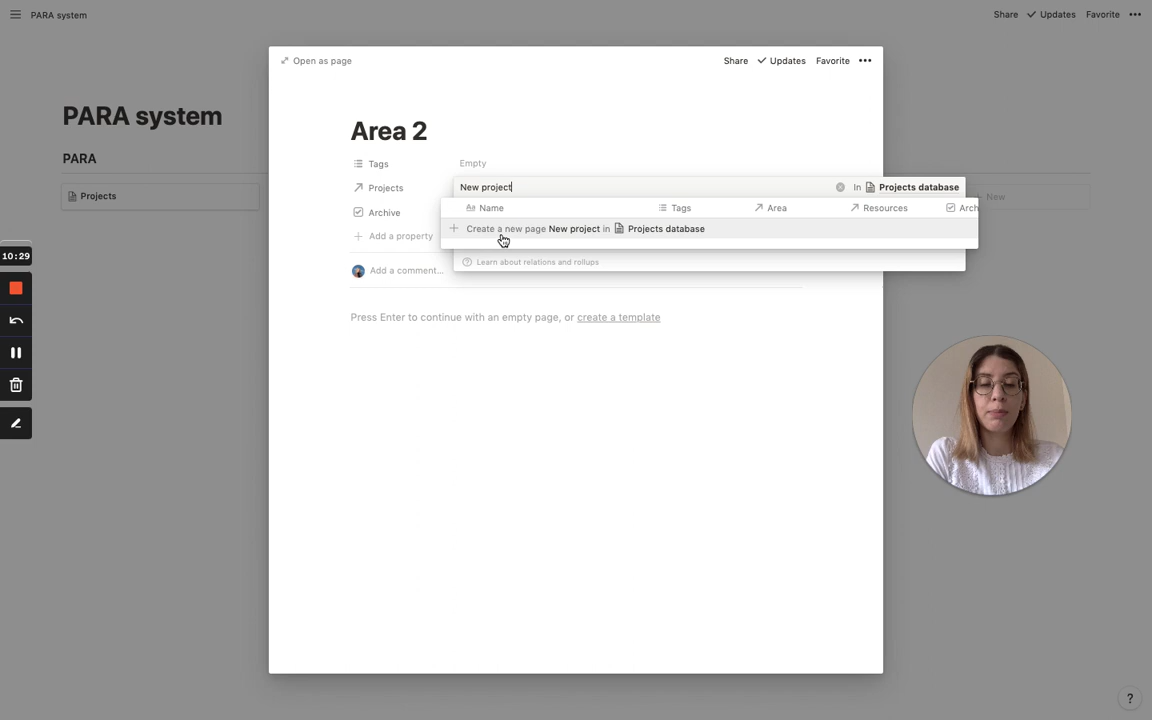 PARA system
Share
Updates
Favorite
Open as page
Share
Updates
Favorite
PARA system
Area 2
PARA
Tags
Empty
Projects
New project
In Projects database
Projects
New
Name
Tags
Area
Resources
Arch
Archive
Create a new page New project in Projects database
Add a property
10:29
Learn about relations and rollups
Add a comment...
Press Enter to continue with an empty page, or create a template
?